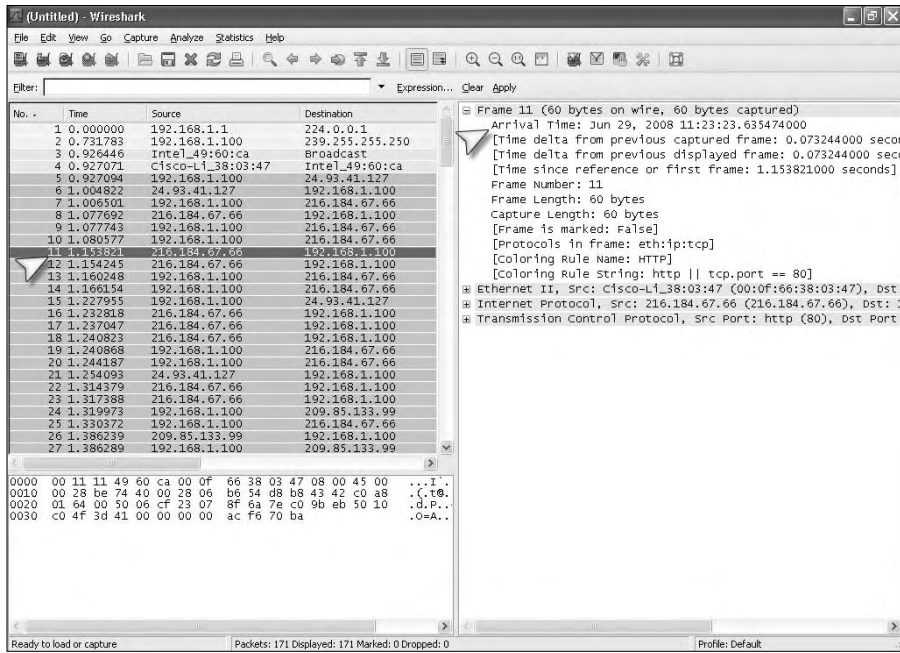 (Untitled) - Wireshark
File Edit View Go Capture Analyze Statistics Help
Filter: Expression... Clear Apply
No. . Time Source Destination
1 0.000000 192.168.1.1 224.0.0.1
2 0.731783 192.168.1.100 239.255.255.250
3 0.926446 Intel_49:60:ca Broadcast
4 0.927071 Cisco-Li_38:03:47 Intel_49:60:ca
5 0.927094 192.168.1.100 24.93.41.127
6 1.004822 24.93.41.127 192.168.1.100
7 1.006501 192.168.1.100 216.184.67.66
8 1.077692 216.184.67.66 192.168.1.100
9 1.077743 192.168.1.100 216.184.67.66
10 1.080577 192.168.1.100 216.184.67.66
11 1.153821 216.184.67.66 192.168.1.100
12 1.154245 216.184.67.66 192.168.1.100
13 1.160248 192.168.1.100 216.184.67.66
14 1.166154 216.184.67.66 192.168.1.100
15 1.227955 192.168.1.100 24.93.41.127
16 1.232818 216.184.67.66 192.168.1.100
17 1.237047 216.184.67.66 192.168.1.100
18 1.240823 216.184.67.66 192.168.1.100
19 1.240868 192.168.1.100 216.184.67.66
20 1.244187 192.168.1.100 216.184.67.66
21 1.254093 24.93.41.127 192.168.1.100
22 1.314379 216.184.67.66 192.168.1.100
23 1.317388 216.184.67.66 192.168.1.100
24 1.319973 192.168.1.100 209.85.133.99
25 1.330372 192.168.1.100 216.184.67.66
26 1.386239 209.85.133.99 192.168.1.100
27 1.386289 192.168.1.100 209.85.133.99
Frame 11 (60 bytes on wire, 60 bytes captured)
Arrival Time: Jun 29, 2008 11:23:23.635474000
[Time delta from previous captured frame: 0.073244000 secon
[Time delta from previous displayed frame: 0.073244000 seco
[Time since reference or first frame: 1.153821000 seconds]
Frame Number: 11
Frame Length: 60 bytes
Capture Length: 60 bytes
[Frame is marked: False]
[Protocols in frame: eth:ip:tcp]
[Coloring Rule Name: HTTP]
[Coloring Rule String: http || tcp.port == 80]
Ethernet II, Src: Cisco-Li_38:03:47 (00:0f:66:38:03:47), Dst
Internet Protocol, Src: 216.184.67.66 (216.184.67.66), Dst:
Transmission Control Protocol, Src Port: http (80), Dst Port
0000 00 11 11 49 60 ca 00 0f 66 38 03 47 08 00 45 00 ...I`.
0010 00 28 be 74 40 00 28 06 b6 54 d8 b8 43 42 c0 a8 .(.t@.
0020 01 64 00 50 06 cf 23 07 8f 6a 7e c0 9b eb 50 10 .d.P..
0030 c0 4f 3d 41 00 00 00 00 ac f6 70 ba .O=A..
Ready to load or capture Packets: 171 Displayed: 171 Marked: 0 Dropped: 0 Profile: Default